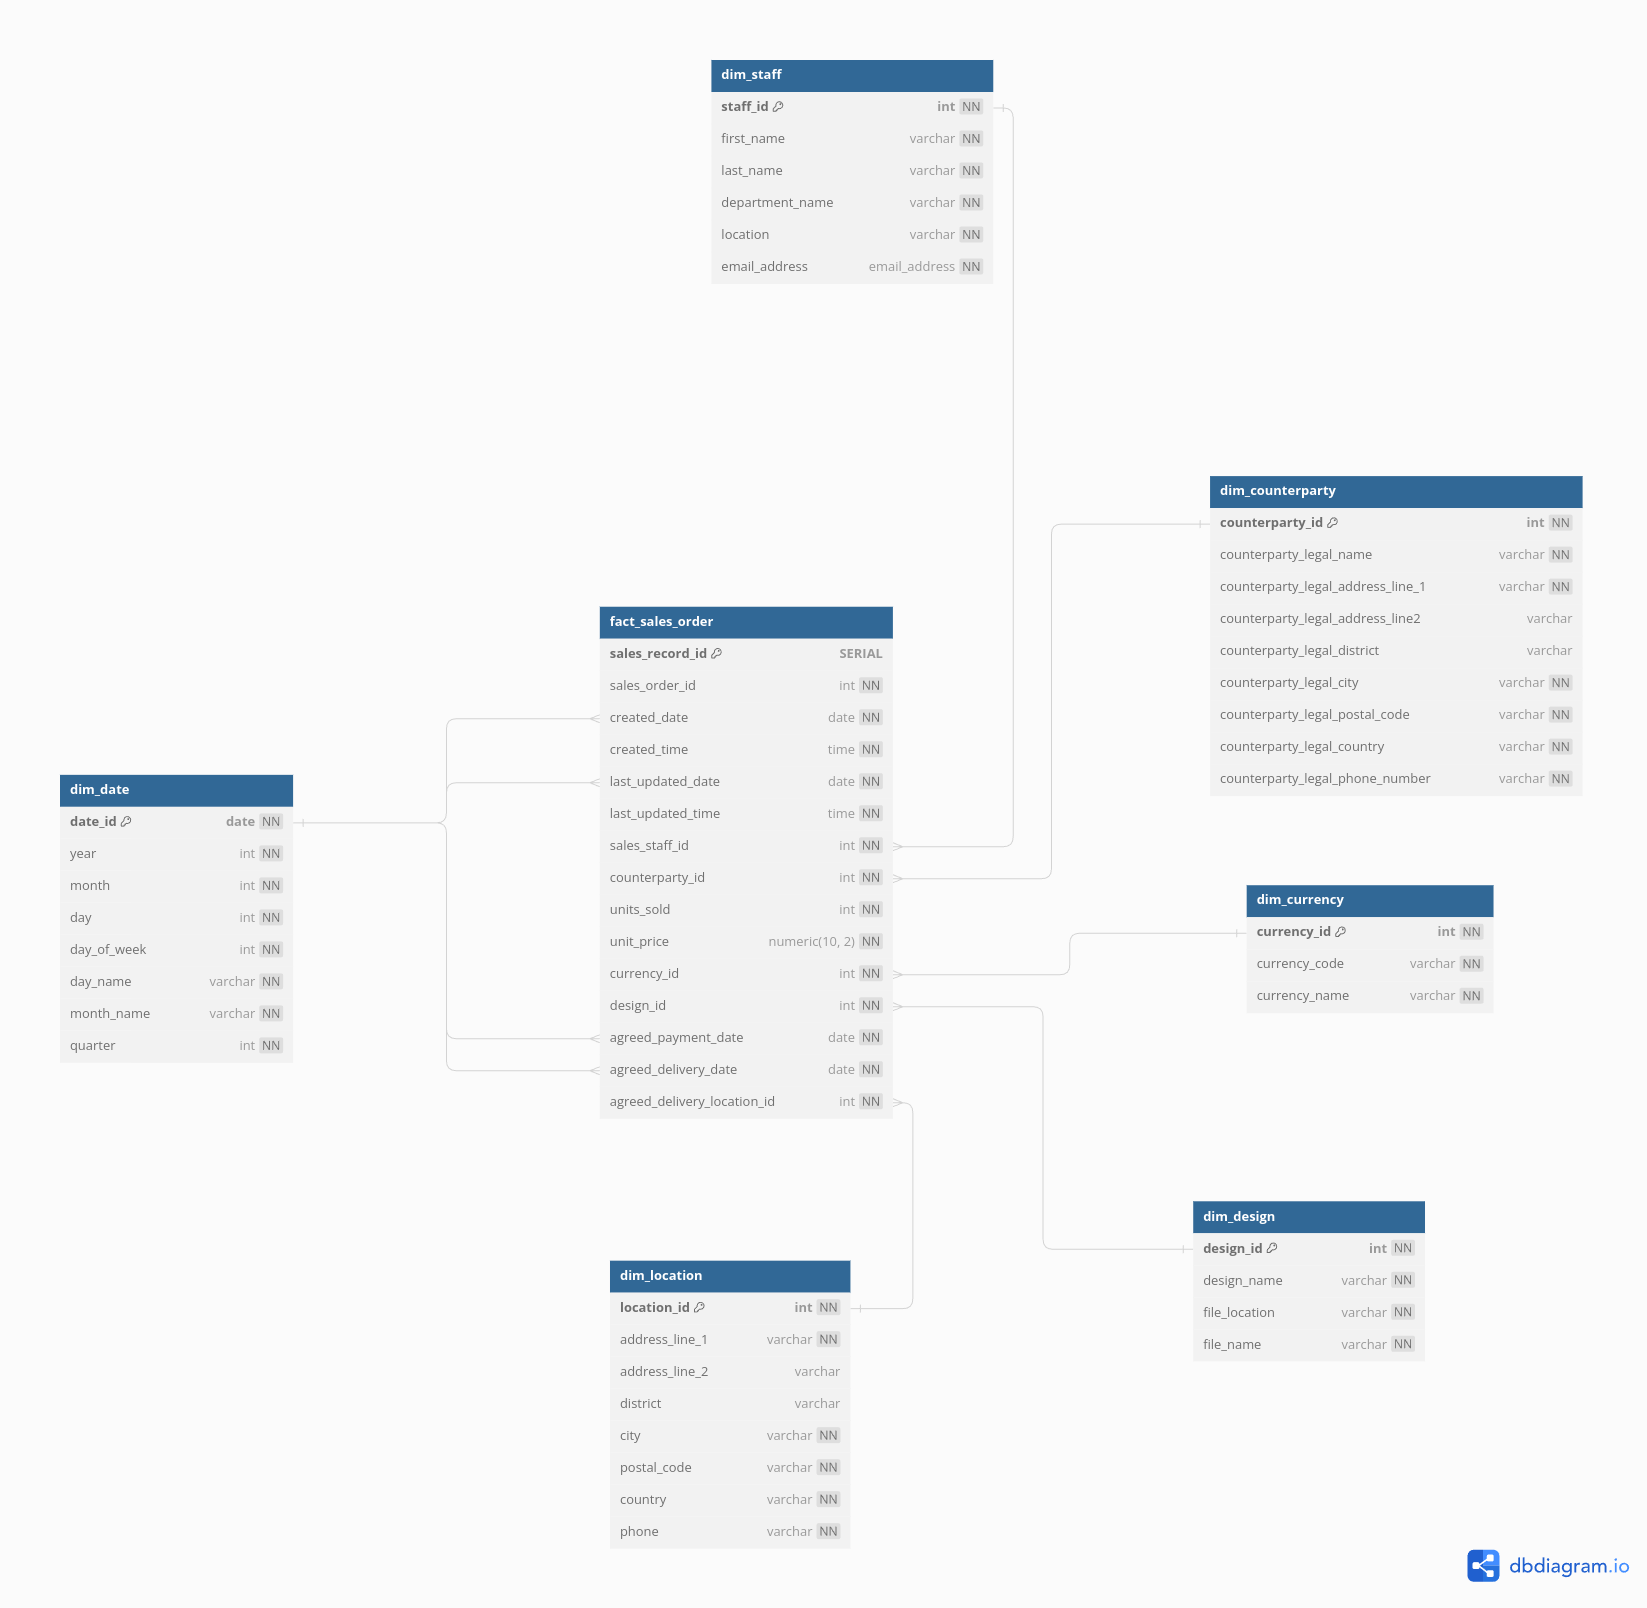 dim_staff
staff_id int NN
first_name varchar NN
last_name varchar NN
department_name varchar NN
location varchar NN
email_address email_address NN
dim_counterparty
counterparty_id int NN
counterparty_legal_name varchar NN
counterparty_legal_address_line_1 varchar NN
counterparty_legal_address_line2 varchar
counterparty_legal_district varchar
counterparty_legal_city varchar NN
counterparty_legal_postal_code varchar NN
counterparty_legal_country varchar NN
counterparty_legal_phone_number varchar NN
fact_sales_order
sales_record_id SERIAL
sales_order_id int NN
created_date date NN
created_time time NN
last_updated_date date NN
last_updated_time time NN
sales_staff_id int NN
counterparty_id int NN
units_sold int NN
unit_price numeric(10, 2) NN
currency_id int NN
design_id int NN
agreed_payment_date date NN
agreed_delivery_date date NN
agreed_delivery_location_id int NN
dim_date
date_id date NN
year int NN
month int NN
day int NN
day_of_week int NN
day_name varchar NN
month_name varchar NN
quarter int NN
dim_currency
currency_id int NN
currency_code varchar NN
currency_name varchar NN
dim_design
design_id int NN
design_name varchar NN
file_location varchar NN
file_name varchar NN
dim_location
location_id int NN
address_line_1 varchar NN
address_line_2 varchar
district varchar
city varchar NN
postal_code varchar NN
country varchar NN
phone varchar NN
dbdiagram.io